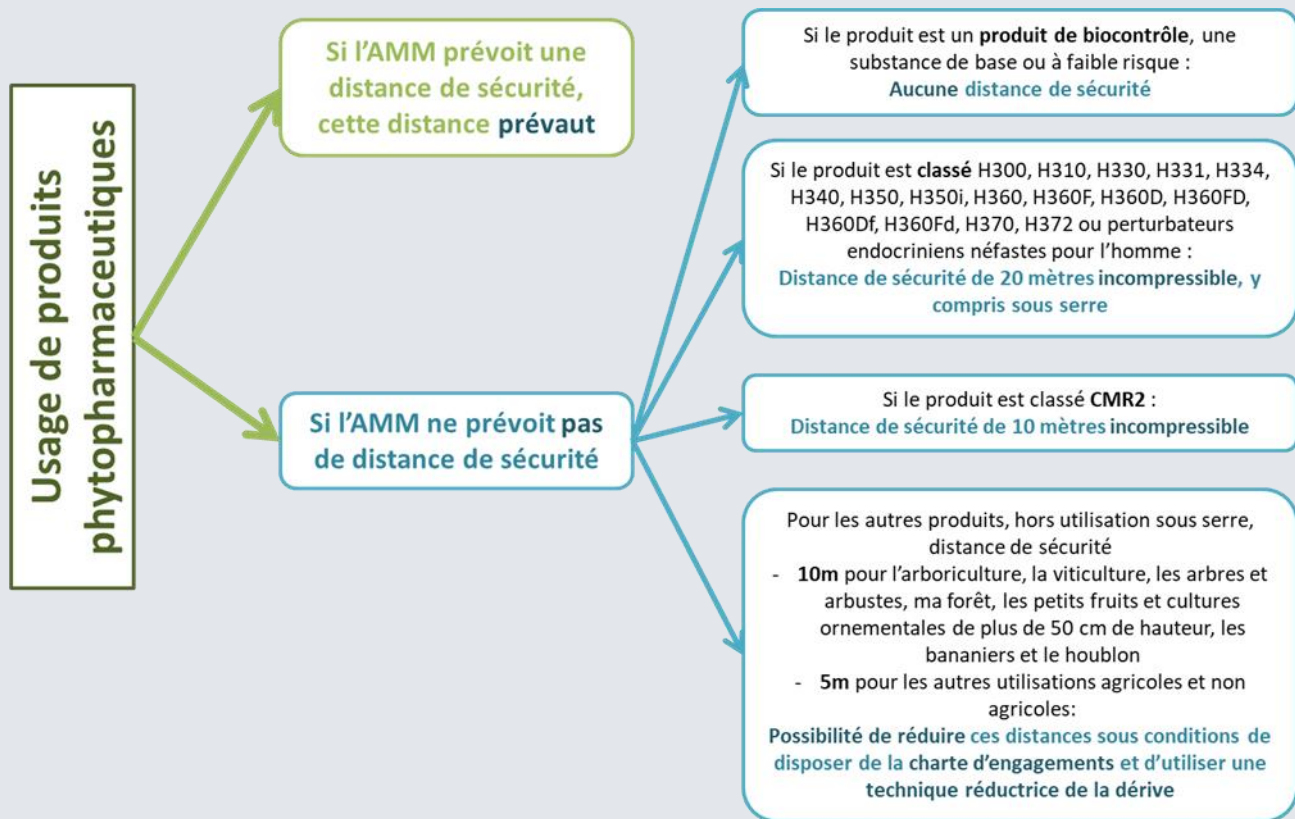 Usage de produits
phytopharmaceutiques
Si l'AMM prévoit une
distance de sécurité,
cette distance prévaut
Si l'AMM ne prévoit pas
de distance de sécurité
Si le produit est un produit de biocontrôle, une
substance de base ou à faible risque :
Aucune distance de sécurité
Si le produit est classé H300, H310, H330, H331, H334,
H340, H350, H350i, H360, H360F, H360D, H360FD,
H360Df, H360Fd, H370, H372 ou perturbateurs
endocriniens néfastes pour l'homme :
Distance de sécurité de 20 mètres incompressible, y
compris sous serre
Si le produit est classé CMR2 :
Distance de sécurité de 10 mètres incompressible
Pour les autres produits, hors utilisation sous serre,
distance de sécurité
- 10m pour l'arboriculture, la viticulture, les arbres et
arbustes, ma forêt, les petits fruits et cultures
ornementales de plus de 50 cm de hauteur, les
bananiers et le houblon
- 5m pour les autres utilisations agricoles et non
agricoles:
Possibilité de réduire ces distances sous conditions de
disposer de la charte d'engagements et d'utiliser une
technique réductrice de la dérive